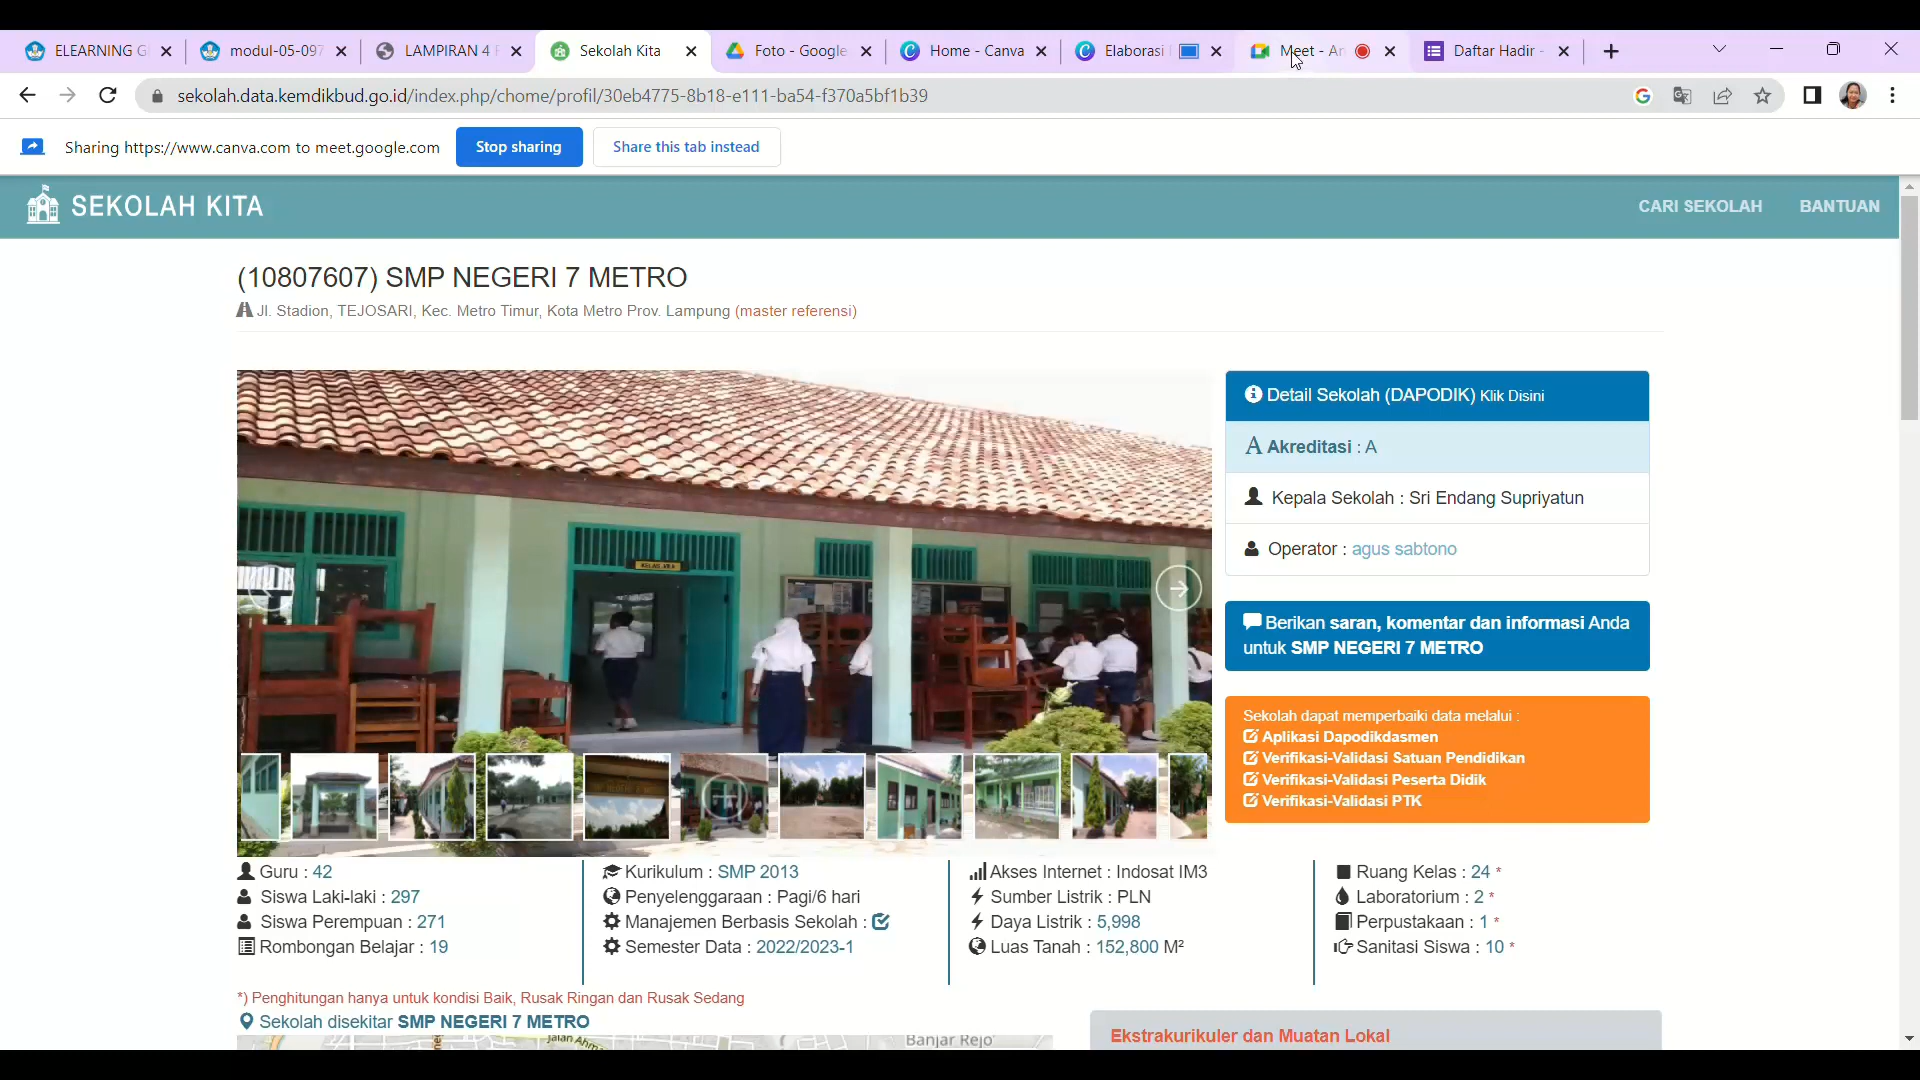 ELEARNING G
modul-05-097
LAMPIRAN 4 F
Sekolah Kita
Foto - Google
Home - Canva
Elaborasi
Meet - An
Daftar Hadir -
sekolah.data.kemdikbud.go.id/index.php/chome/profil/30eb4775-8b18-e111-ba54-f370a5bf1b39
Sharing https://www.canva.com to meet.google.com
Stop sharing
Share this tab instead
SEKOLAH KITA
CARI SEKOLAH
BANTUAN
(10807607) SMP NEGERI 7 METRO
Jl. Stadion, TEJOSARI, Kec. Metro Timur, Kota Metro Prov. Lampung (master referensi)
KELAS VII.A
Detail Sekolah (DAPODIK) Klik Disini
A Akreditasi : A
Kepala Sekolah : Sri Endang Supriyatun
Operator : agus sabtono
Berikan saran, komentar dan informasi Anda
untuk SMP NEGERI 7 METRO
Sekolah dapat memperbaiki data melalui :
Aplikasi Dapodikdasmen
Verifikasi-Validasi Satuan Pendidikan
Verifikasi-Validasi Peserta Didik
Verifikasi-Validasi PTK
Guru : 42
Siswa Laki-laki : 297
Siswa Perempuan : 271
Rombongan Belajar : 19
Kurikulum : SMP 2013
Penyelenggaraan : Pagi/6 hari
Manajemen Berbasis Sekolah :
Semester Data : 2022/2023-1
Akses Internet : Indosat IM3
Sumber Listrik : PLN
Daya Listrik : 5,998
Luas Tanah : 152,800 M²
Ruang Kelas : 24 *
Laboratorium : 2 *
Perpustakaan : 1 *
Sanitasi Siswa : 10 *
*) Penghitungan hanya untuk kondisi Baik, Rusak Ringan dan Rusak Sedang
Sekolah disekitar SMP NEGERI 7 METRO
Jalan Ahma
Banjar Rejo
Ekstrakurikuler dan Muatan Lokal